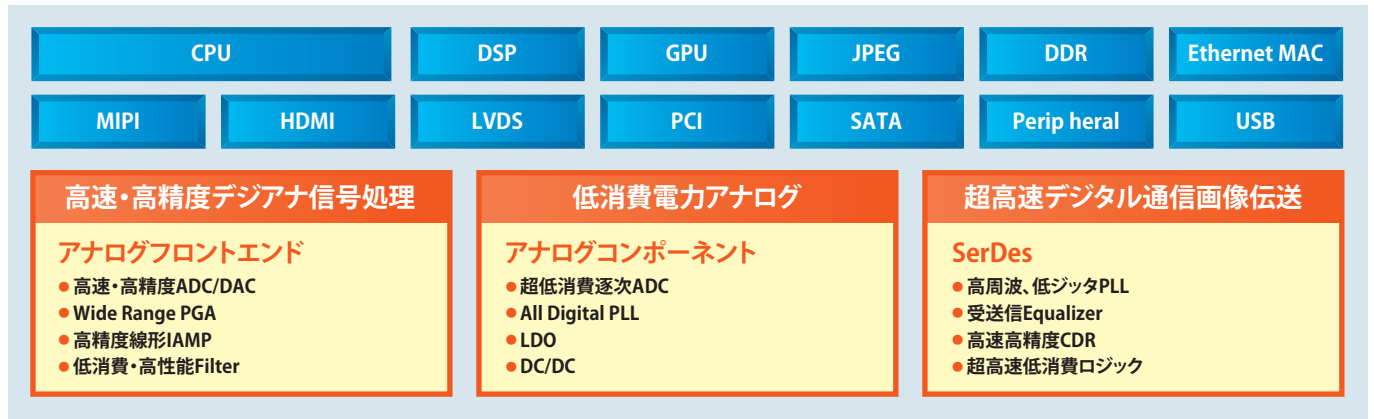 CPU
DSP
GPU
JPEG
DDR
Ethernet MAC
MIPI
HDMI
LVDS
PCI
SATA
Perip heral
USB
高速・高精度デジアナ信号処理
アナログフロントエンド
●高速・高精度ADC/DAC
●Wide Range PGA
●高精度線形IAMP
●低消費・高性能Filter
低消費電力アナログ
アナログコンポーネント
●超低消費逐次ADC
●All Digital PLL
●LDO
●DC/DC
超高速デジタル通信画像伝送
SerDes
●高周波、低ジッタPLL
●受送信Equalizer
●高速高精度CDR
●超高速低消費ロジック